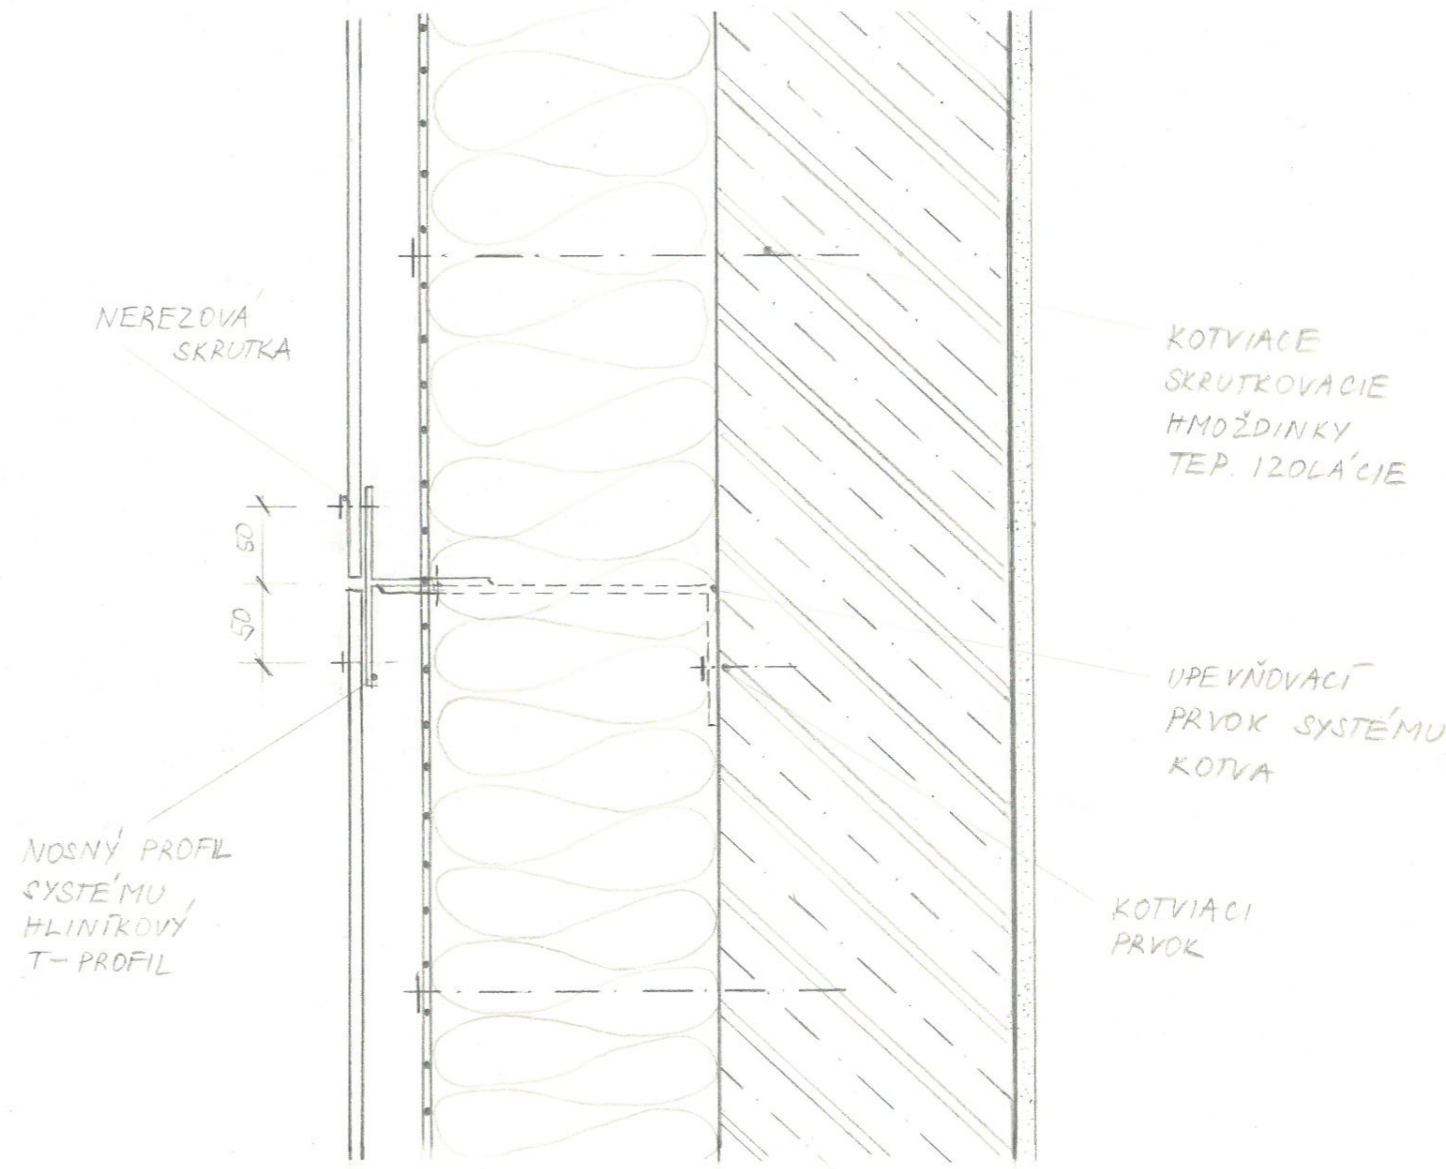 NEREZOVÁ
SKRUTKA
KOTVIACE
SKRUTKOVACIE
HMOŽDINKY
TEP. IZOLÁCIE
50
50
UPEVŇOVACÍ
PRVOK SYSTÉMU
KOTVA
NOSNÝ PROFIL
SYSTÉMU
HLINÍKOVÝ
T-PROFIL
KOTVIACI
PRVOK